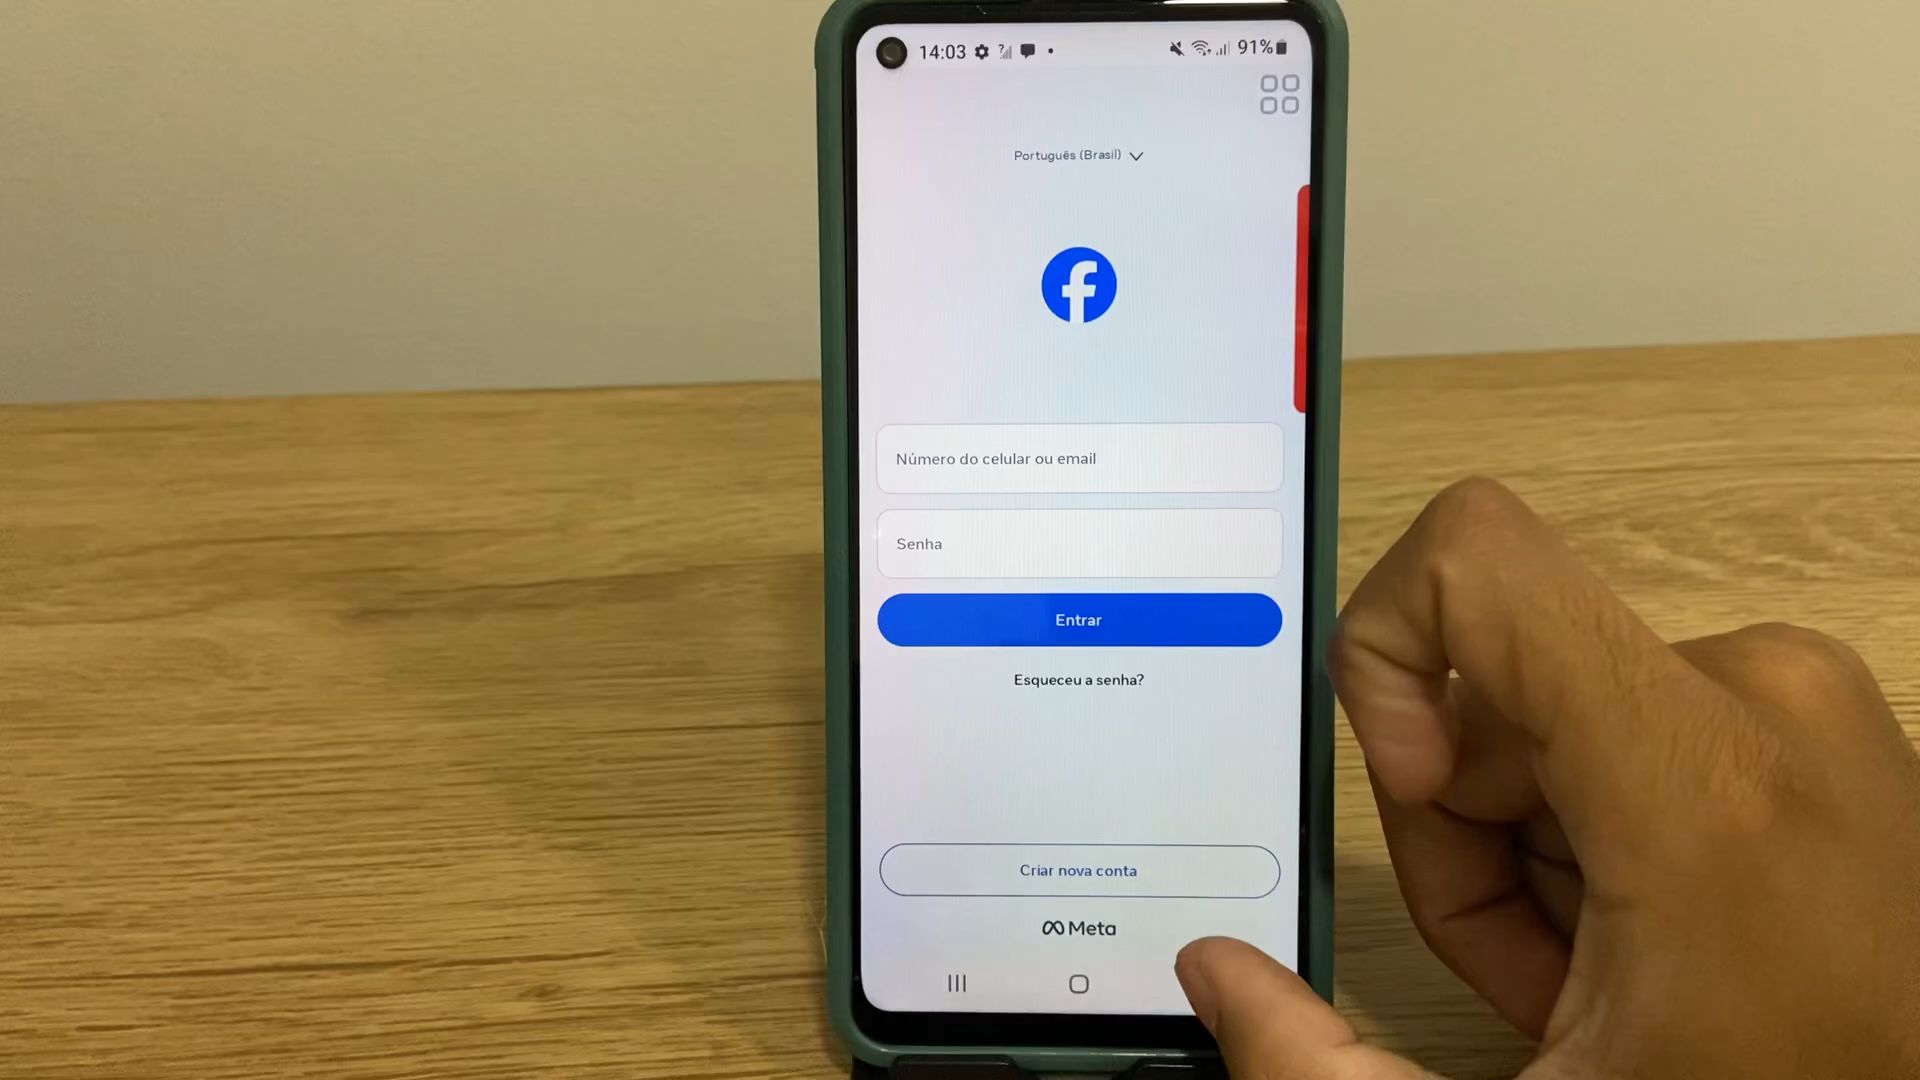 14:03
91%
Português (Brasil)
Número do celular ou email
Senha
Entrar
Esqueceu a senha?
Criar nova conta
Meta